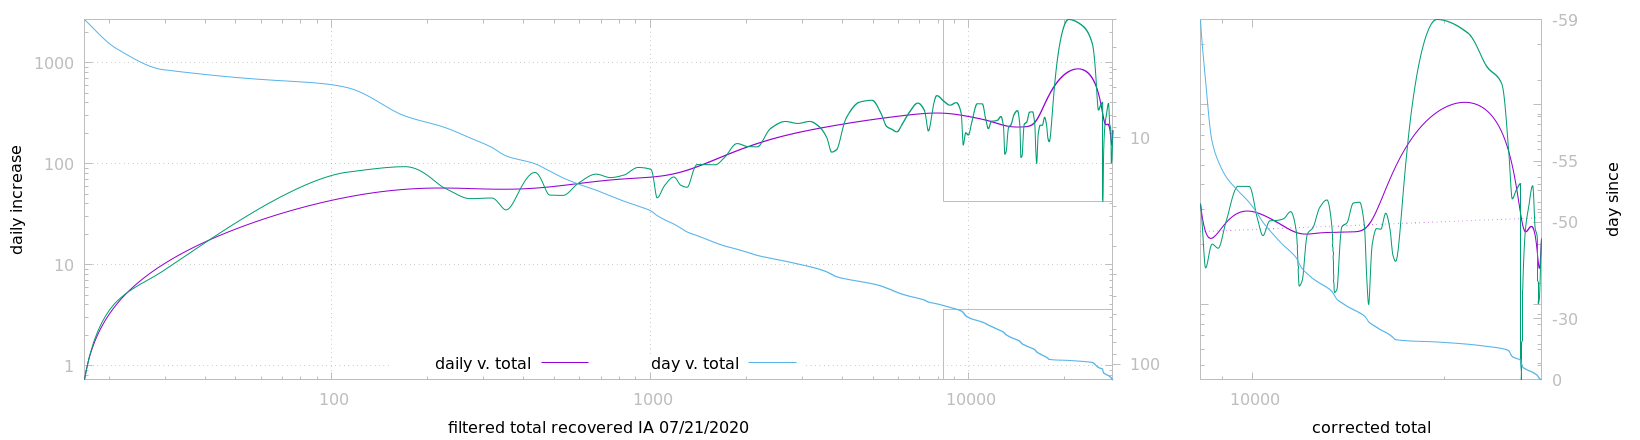 daily increase
1000
100
10
1
daily v. total
day v. total
100
1000
10000
filtered total recovered IA 07/21/2020
10
100
10000
corrected total
-59
-55
-50
-30
0
day since